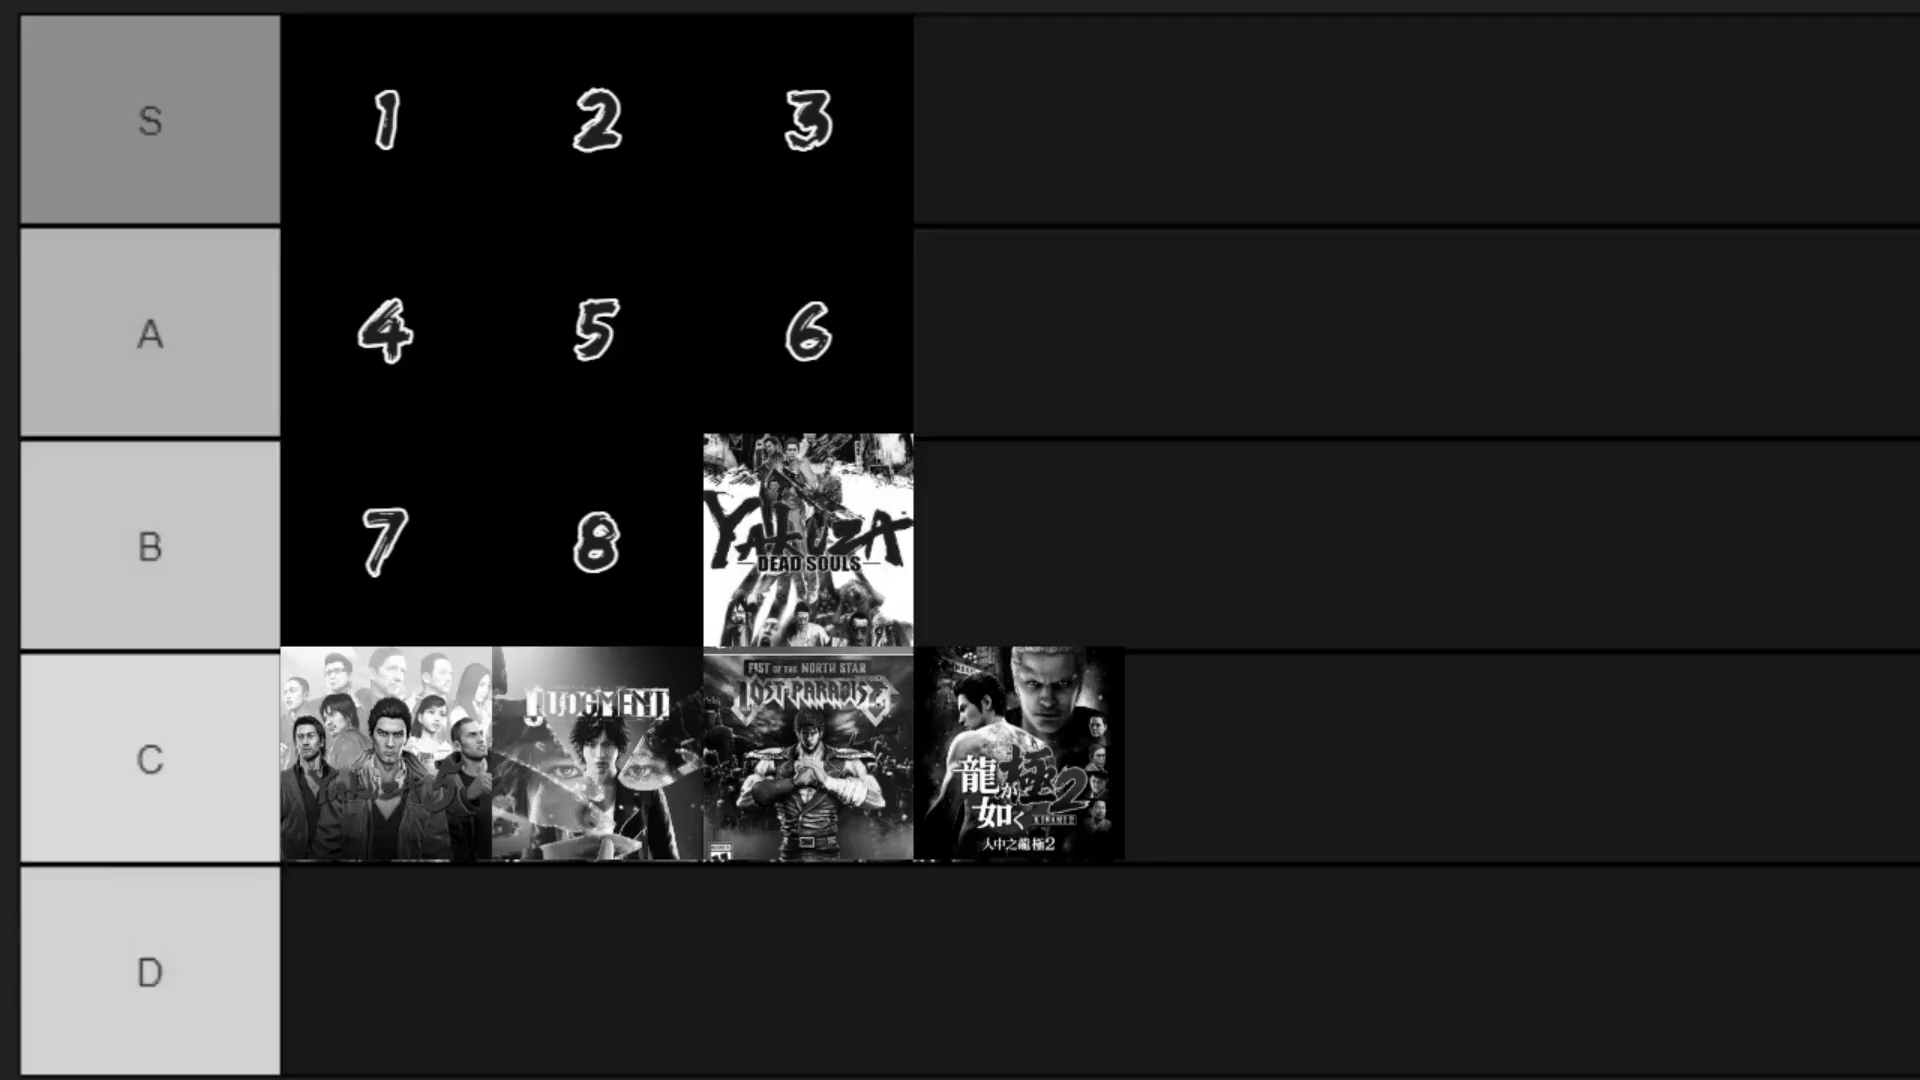 S
1
2
3
A
4
5
6
B
7
8
YAKUZA
DEAD SOULS
C
JUDGMENT
FIST OF THE NORTH STAR
LOST PARADISE
龍が如く
極2
KIWAMI 2
人中之龍極2
D